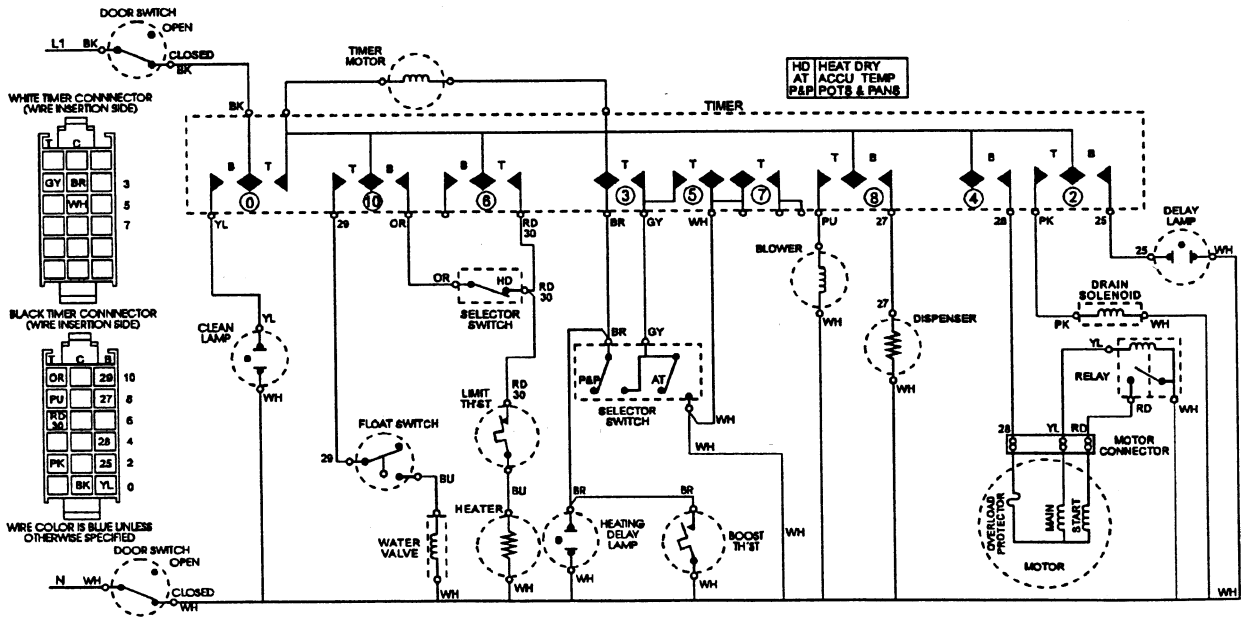 DOOR SWITCH
OPEN
L1
BK
CLOSED
BK
TIMER
MOTOR
HD HEAT DRY
AT ACCU TEMP
P&P POTS & PANS
WHITE TIMER CONNNECTOR
(WIRE INSERTION SIDE)
T C
GY BR 3
WH 5
7
BK
TIMER
B T
T B
B T
T
T
T
T B
B
T B
0
10
6
3
5
7
8
4
2
YL
29
OR
RD
30
BR
GY
WH
PU
27
28
PK
25
DELAY
LAMP
25
WH
BLOWER
WH
OR
HD
RD
30
SELECTOR
SWITCH
DRAIN
SOLENOID
PK
WH
BLACK TIMER CONNNECTOR
(WIRE INSERTION SIDE)
T C B
OR 29 10
PU 27 8
RD
30
6
28 4
PK 25 2
BK YL 0
WIRE COLOR IS BLUE UNLESS
OTHERWISE SPECIFIED
CLEAN
LAMP
YL
WH
BR
GY
P&P
AT
SELECTOR
SWITCH
WH
WH
27
DISPENSER
WH
YL
RELAY
RD
WH
LIMIT
TH'ST
RD
30
FLOAT SWITCH
29
BU
BU
28
YL
RD
MOTOR
CONNECTOR
OVERLOAD
PROTECTOR
MAIN
START
MOTOR
WATER
VALVE
WH
HEATER
WH
BR
BR
HEATING
DELAY
LAMP
WH
BOOST
TH'ST
WH
WH
DOOR SWITCH
OPEN
N
WH
CLOSED
WH
WH